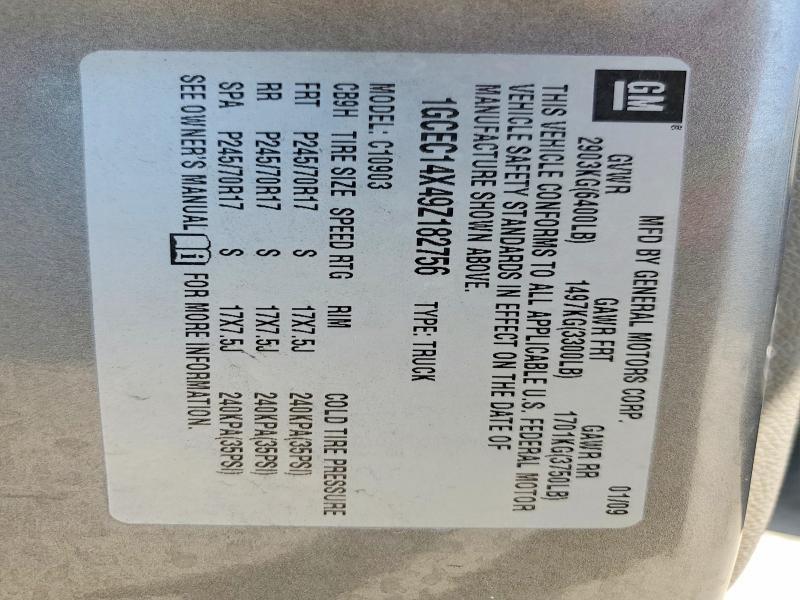 GM
MFD BY GENERAL MOTORS CORP. 01/09
GVWR GAWR FRT GAWR RR
2903KG(6400LB) 1497KG(3300LB) 1701KG(3750LB)
THIS VEHICLE CONFORMS TO ALL APPLICABLE U.S. FEDERAL MOTOR
VEHICLE SAFETY STANDARDS IN EFFECT ON THE DATE OF
MANUFACTURE SHOWN ABOVE.
1GCEC14X49Z182756 TYPE: TRUCK
MODEL: C10903
CB9H TIRE SIZE SPEED RTG RIM COLD TIRE PRESSURE
FRT P245/70R17 S 17X7.5J 240KPA(35PSI)
RR P245/70R17 S 17X7.5J 240KPA(35PSI)
SPA P245/70R17 S 17X7.5J 240KPA(35PSI)
SEE OWNER'S MANUAL FOR MORE INFORMATION.